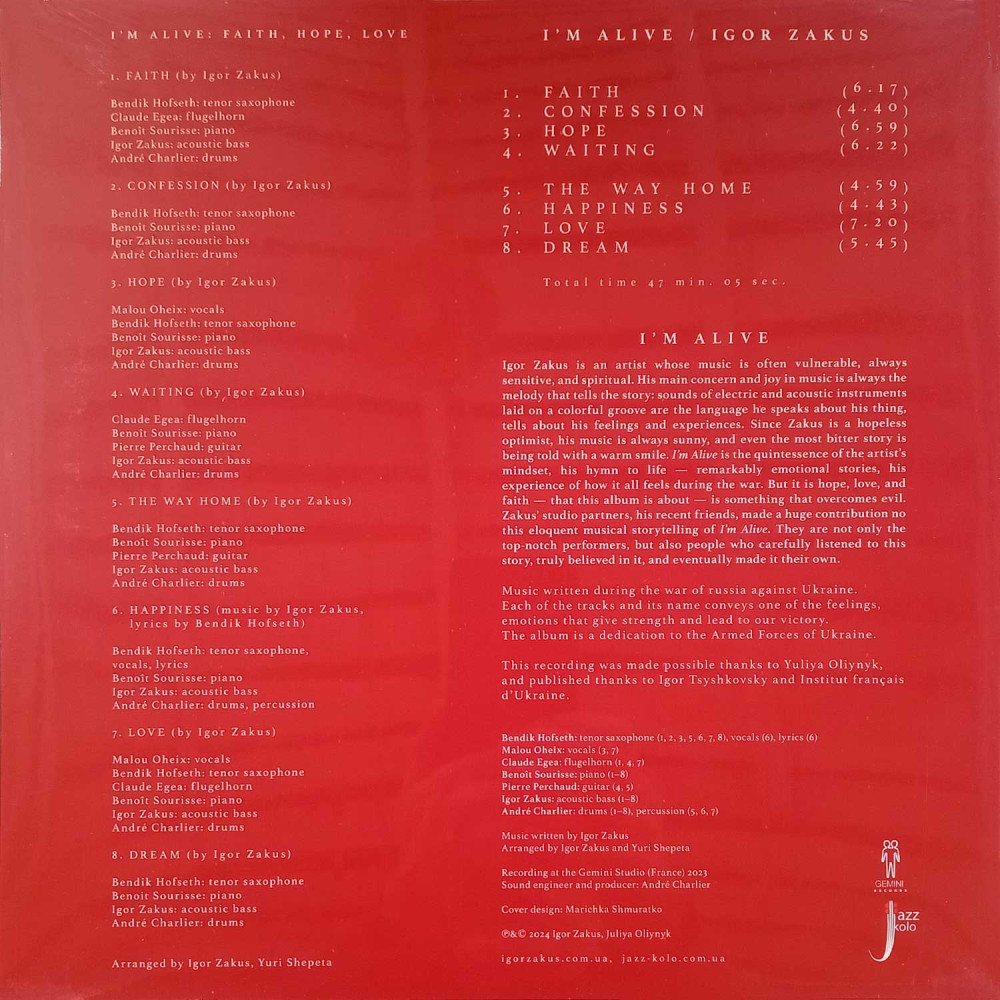 I'M ALIVE: FAITH, HOPE, LOVE
1. FAITH (by Igor Zakus)
Bendik Hofseth: tenor saxophone
Claude Egea: flugelhorn
Benoît Sourisse: piano
Igor Zakus: acoustic bass
André Charlier: drums
2. CONFESSION (by Igor Zakus)
Bendik Hofseth: tenor saxophone
Benoît Sourisse: piano
Igor Zakus: acoustic bass
André Charlier: drums
3. HOPE (by Igor Zakus)
Malou Oheix: vocals
Bendik Hofseth: tenor saxophone
Benoît Sourisse: piano
Igor Zakus: acoustic bass
André Charlier: drums
4. WAITING (by Igor Zakus)
Claude Egea: flugelhorn
Benoît Sourisse: piano
Pierre Perchaud: guitar
Igor Zakus: acoustic bass
André Charlier: drums
5. THE WAY HOME (by Igor Zakus)
Bendik Hofseth: tenor saxophone
Benoît Sourisse: piano
Pierre Perchaud: guitar
Igor Zakus: acoustic bass
André Charlier: drums
6. HAPPINESS (music by Igor Zakus,
lyrics by Bendik Hofseth)
Bendik Hofseth: tenor saxophone,
vocals, lyrics
Benoît Sourisse: piano
Igor Zakus: acoustic bass
André Charlier: drums, percussion
7. LOVE (by Igor Zakus)
Malou Oheix: vocals
Bendik Hofseth: tenor saxophone
Claude Egea: flugelhorn
Benoît Sourisse: piano
Igor Zakus: acoustic bass
André Charlier: drums
8. DREAM (by Igor Zakus)
Bendik Hofseth: tenor saxophone
Benoît Sourisse: piano
Igor Zakus: acoustic bass
André Charlier: drums
Arranged by Igor Zakus, Yuri Shepeta
I'M ALIVE / IGOR ZAKUS
1. FAITH (6.17)
2. CONFESSION (4.40)
3. HOPE (6.59)
4. WAITING (6.22)
5. THE WAY HOME (4.59)
6. HAPPINESS (4.43)
7. LOVE (7.20)
8. DREAM (5.45)
Total time 47 min. 05 sec.
I'M ALIVE
Igor Zakus is an artist whose music is often vulnerable, always
sensitive, and spiritual. His main concern and joy in music is always the
melody that tells the story: sounds of electric and acoustic instruments
laid on a colorful groove are the language he speaks about his thing,
tells about his feelings and experiences. Since Zakus is a hopeless
optimist, his music is always sunny, and even the most bitter story is
being told with a warm smile. I'm Alive is the quintessence of the artist's
mindset, his hymn to life — remarkably emotional stories, his
experience of how it all feels during the war. But it is hope, love, and
faith — that this album is about — is something that overcomes evil.
Zakus' studio partners, his recent friends, made a huge contribution no
this eloquent musical storytelling of I'm Alive. They are not only the
top-notch performers, but also people who carefully listened to this
story, truly believed in it, and eventually made it their own.
Music written during the war of russia against Ukraine.
Each of the tracks and its name conveys one of the feelings,
emotions that give strength and lead to our victory.
The album is a dedication to the Armed Forces of Ukraine.
This recording was made possible thanks to Yuliya Oliynyk,
and published thanks to Igor Tsyshkovsky and Institut français
d'Ukraine.
Bendik Hofseth: tenor saxophone (1, 2, 3, 5, 6, 7, 8), vocals (6), lyrics (6)
Malou Oheix: vocals (3, 7)
Claude Egea: flugelhorn (1, 4, 7)
Benoît Sourisse: piano (1–8)
Pierre Perchaud: guitar (4, 5)
Igor Zakus: acoustic bass (1–8)
André Charlier: drums (1–8), percussion (5, 6, 7)
Music written by Igor Zakus
Arranged by Igor Zakus and Yuri Shepeta
Recording at the Gemini Studio (France) 2023
Sound engineer and producer: André Charlier
Cover design: Marichka Shmuratko
℗&© 2024 Igor Zakus, Juliya Oliynyk
igorzakus.com.ua, jazz-kolo.com.ua
GEMINI
RECORDS
Jazz
kolo